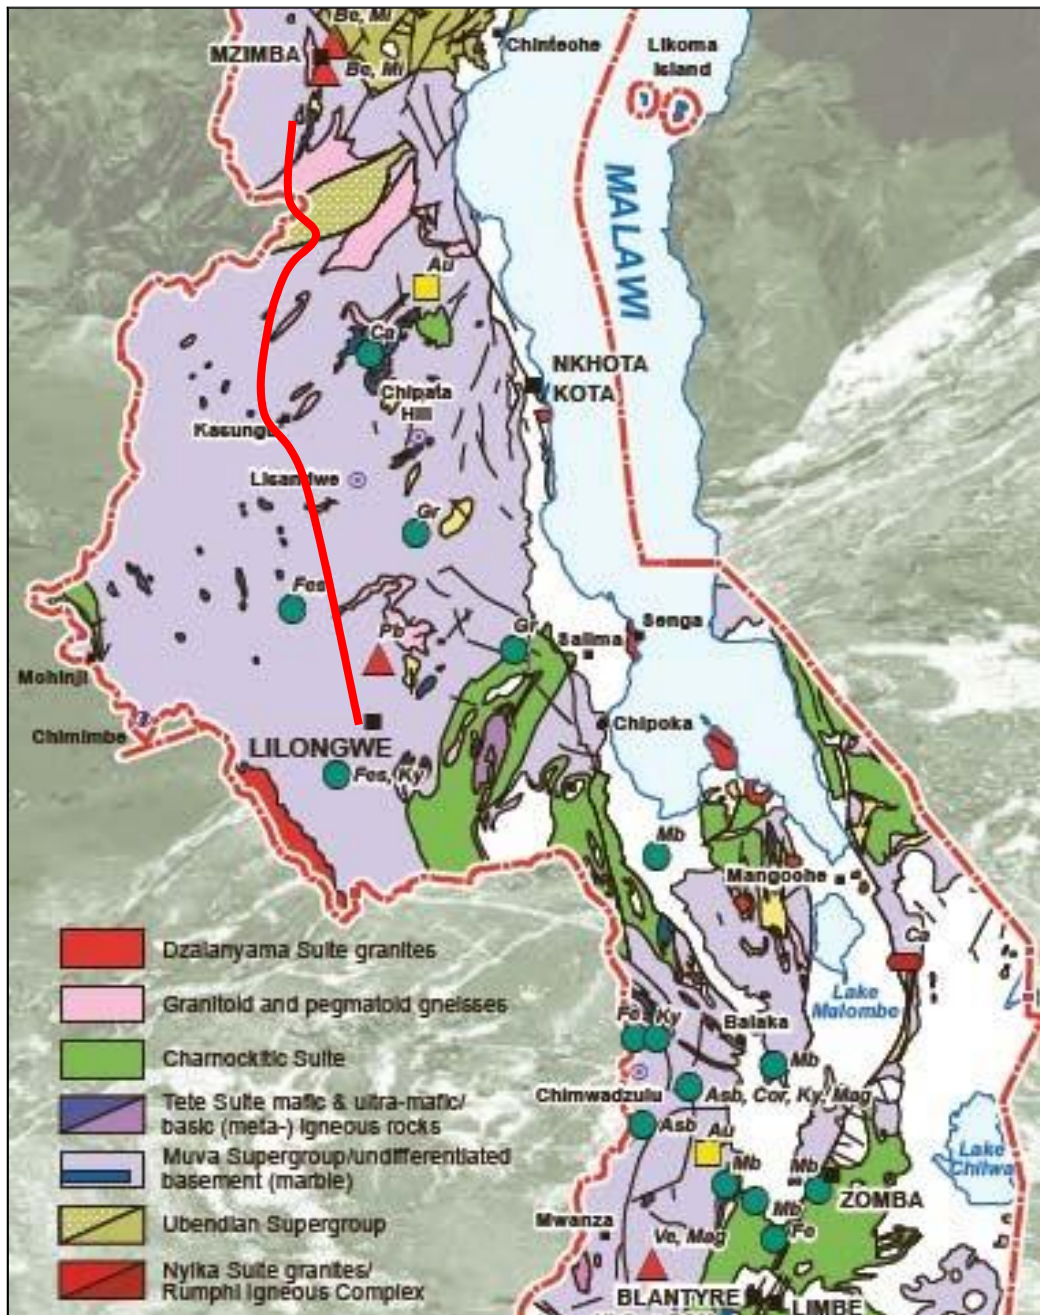 Be, Mi
MZIMBA
Be, Mi
Chinteche
Likoma
Island
MALAWI
Au
Ca
NKHOTA
KOTA
Chipata
Hill
Kasungu
Lisandwe
Gr
Fes
Pb
Gr
Salima
Senga
Mohinji
Chimimbe
LILONGWE
Chipoka
Fes, Ky
Mb
Mangoche
Ca
Lake
Malombe
Dzalanyama Suite granites
Granitoid and pegmatoid gneisses
Charnockitic Suite
Tete Suite mafic & ultra-mafic/
basic (meta-) igneous rocks
Muva Supergroup/undifferentiated
basement (marble)
Ubendian Supergroup
Nyika Suite granites/
Rumphi Igneous Complex
Fes
Ky
Balaka
Mb
Chimwadzulu
Asb, Cor, Ky, Mag
Asb
Au
Mb
Mb
Lake
Chilwa
ZOMBA
Mb
Mwanza
Ve, Mag
Fe
BLANTYRE
LIMBE